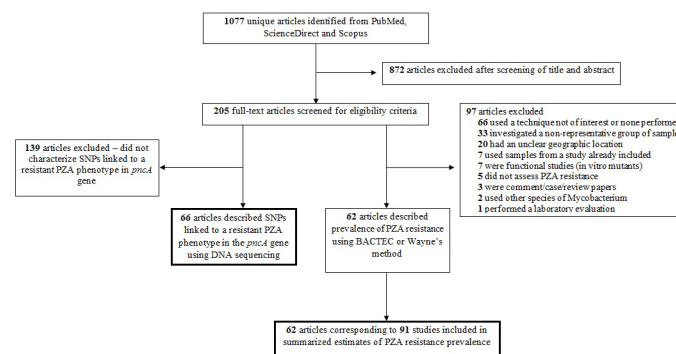 1077 unique articles identified from PubMed,
ScienceDirect and Scopus
872 articles excluded after screening of title and abstract
205 full-text articles screened for eligibility criteria
97 articles excluded
66 used a technique not of interest or none performe
33 investigated a non-representative group of sample
20 had an unclear geographic location
7 used samples from a study already included
7 were functional studies (in vitro mutants)
5 did not assess PZA resistance
3 were comment/case/review papers
2 used other species of Mycobacterium
1 performed a laboratory evaluation
139 articles excluded – did not
characterize SNPs linked to a
resistant PZA phenotype in pncA
gene
66 articles described SNPs
linked to a resistant PZA
phenotype in the pncA gene
using DNA sequencing
62 articles described
prevalence of PZA resistance
using BACTEC or Wayne's
method
62 articles corresponding to 91 studies included in
summarized estimates of PZA resistance prevalence